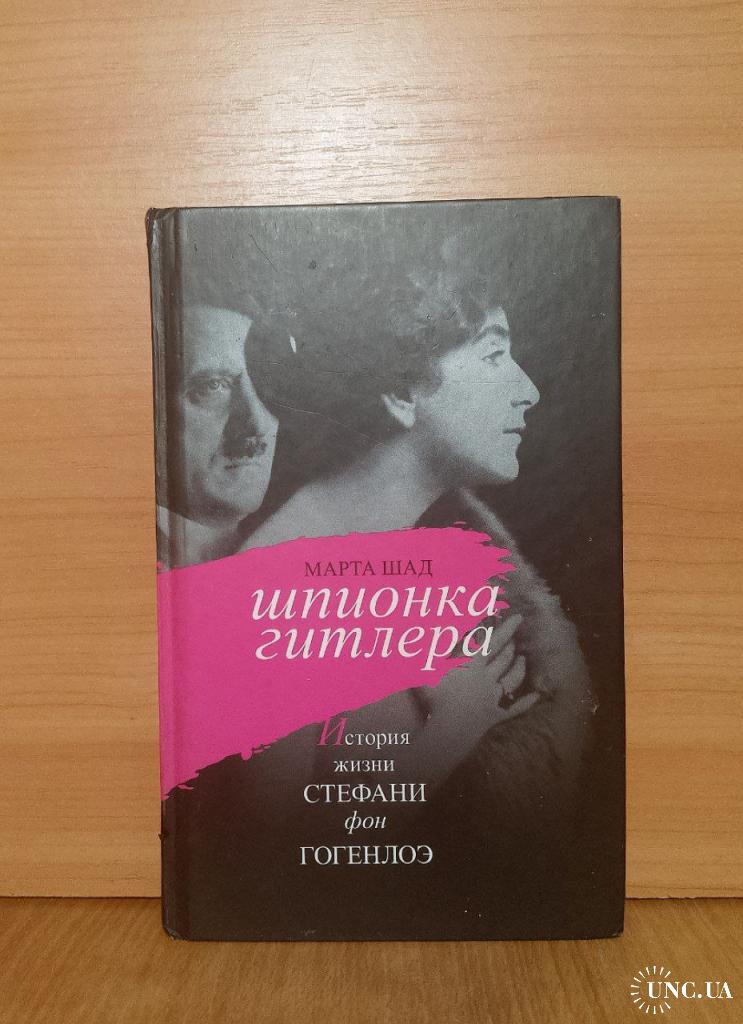 МАРТА ШАД
шпионка
гитлера
История
жизни
СТЕФАНИ
фон
ГОГЕНЛОЭ
UNC.UA